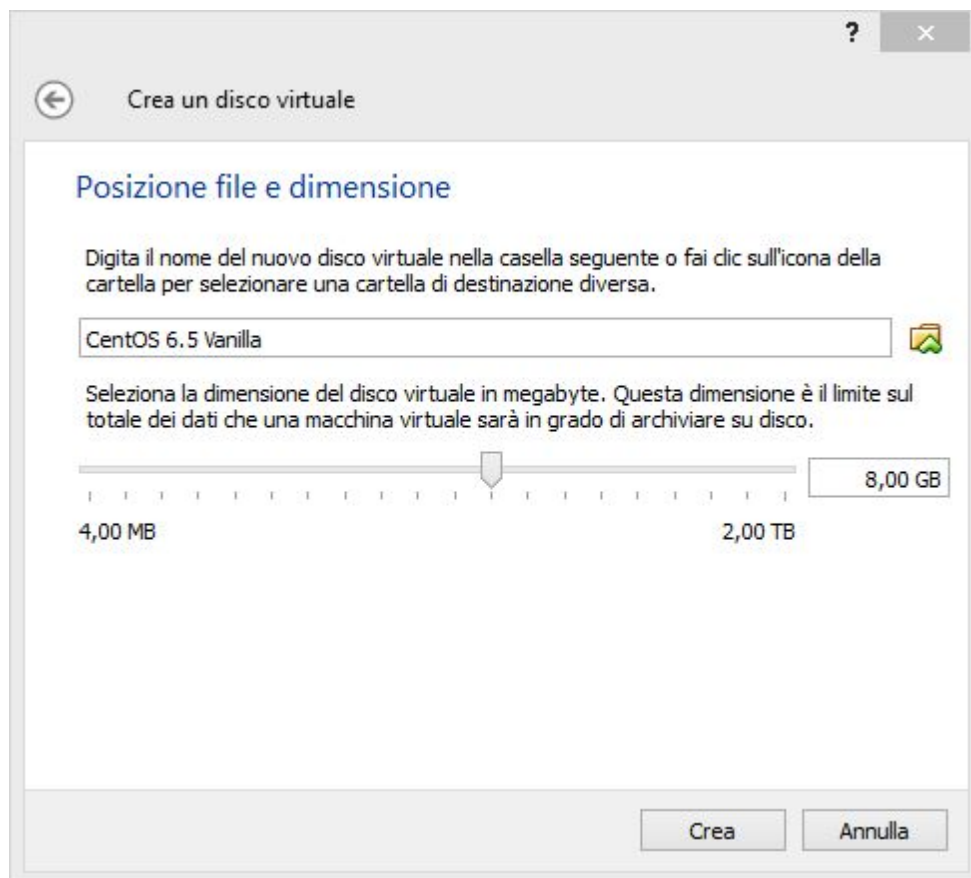 ?
Crea un disco virtuale
Posizione file e dimensione
Digita il nome del nuovo disco virtuale nella casella seguente o fai clic sull'icona della
cartella per selezionare una cartella di destinazione diversa.
CentOS 6.5 Vanilla
Seleziona la dimensione del disco virtuale in megabyte. Questa dimensione è il limite sul
totale dei dati che una macchina virtuale sarà in grado di archiviare su disco.
8,00 GB
4,00 MB 2,00 TB
Crea Annulla